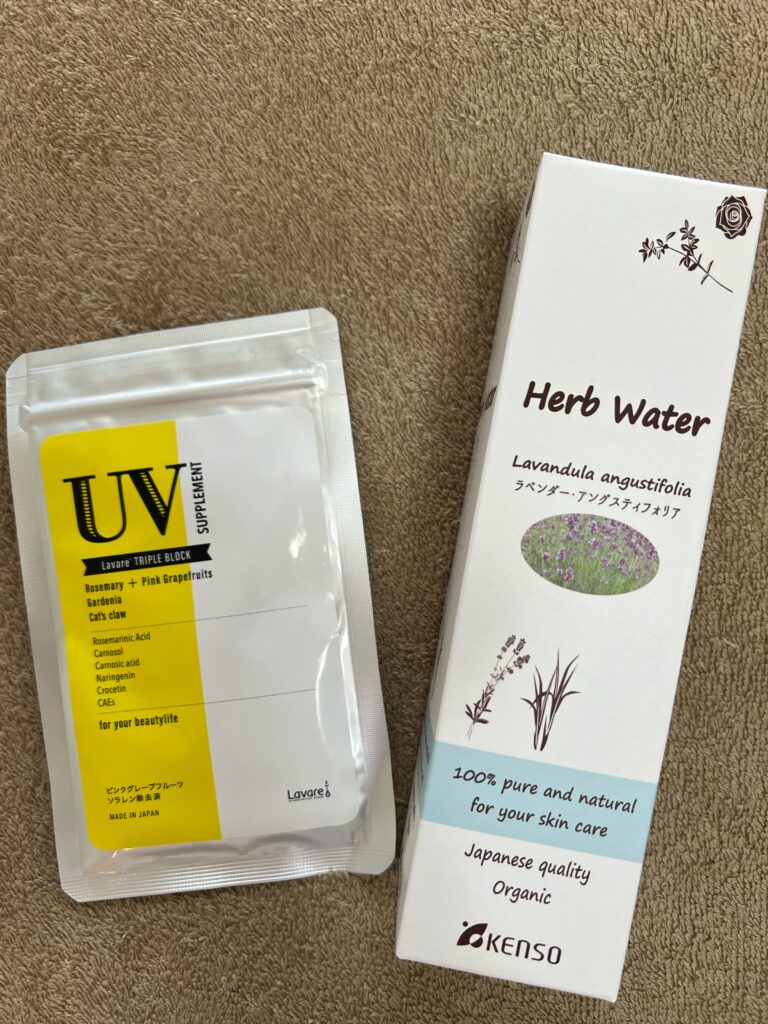 UV
SUPPLEMENT
Lavare® TRIPLE BLOCK
Rosemary + Pink Grapefruits
Gardenia
Cat's claw
Rosemarinic Acid
Carnosol
Carnosic acid
Naringenin
Crocetin
CAEs
for your beautylife
ピンクグレープフルーツ
ソラレン除去済
MADE IN JAPAN
Lavare
Herb Water
Lavandula angustifolia
ラベンダー・アングスティフォリア
100% pure and natural
for your skin care
Japanese quality
Organic
KENSO